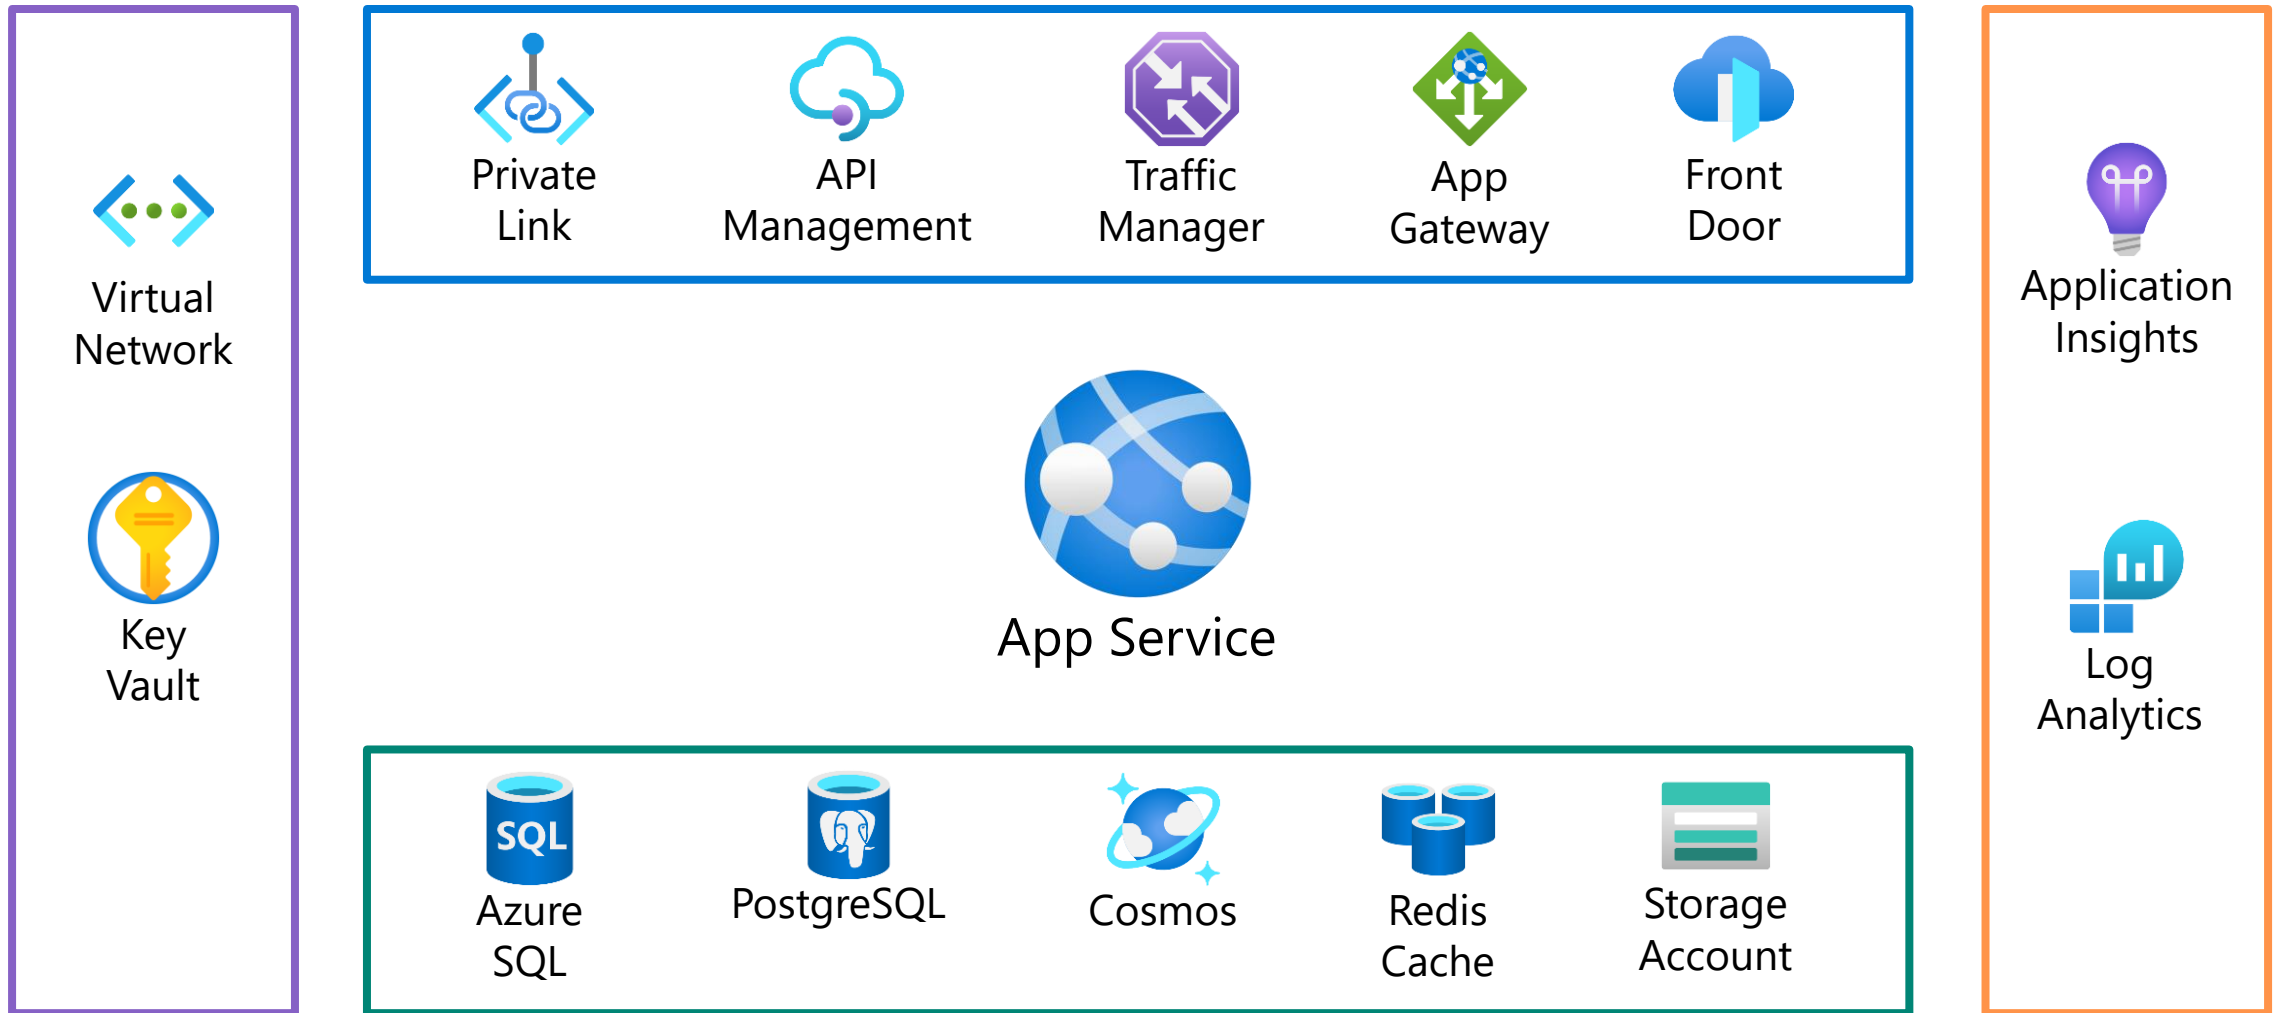 Virtual
Network
Key
Vault
Private
Link
API
Management
Traffic
Manager
App
Gateway
Front
Door
App Service
SQL
Azure
SQL
PostgreSQL
Cosmos
Redis
Cache
Storage
Account
Application
Insights
Log
Analytics